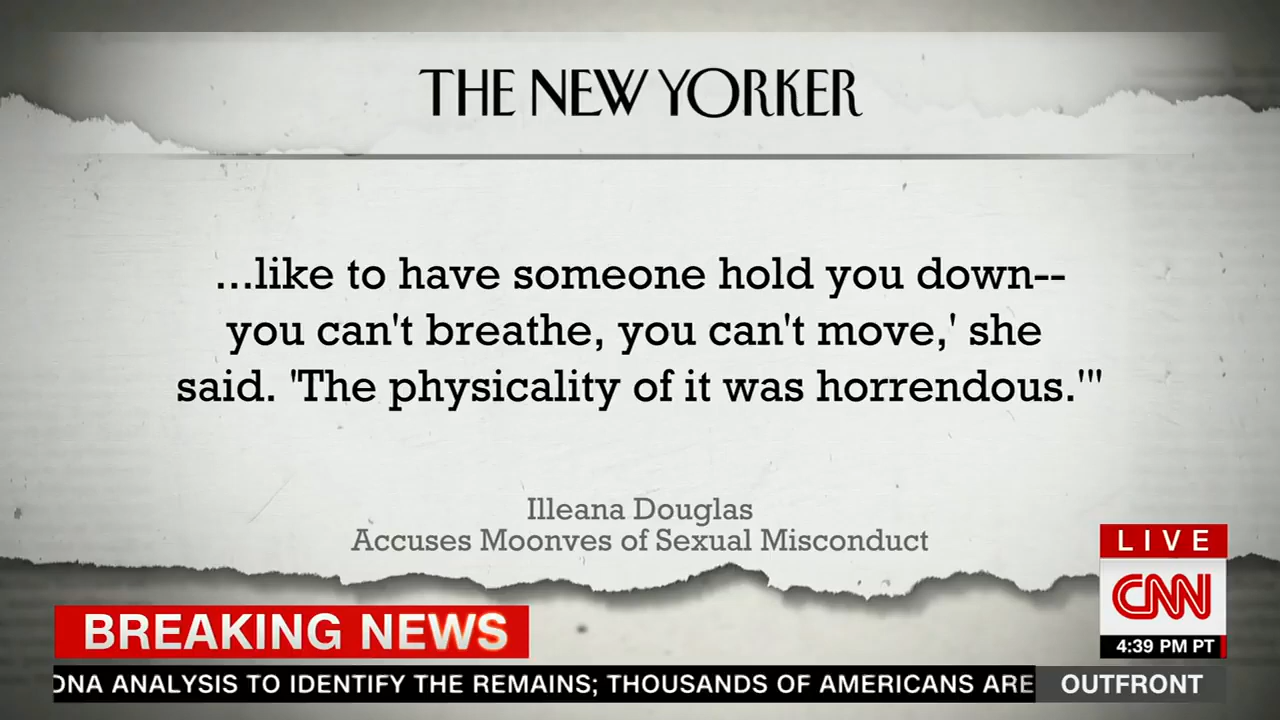 THE NEW YORKER
...like to have someone hold you down--
you can't breathe, you can't move,' she
said. 'The physicality of it was horrendous.'"
Illeana Douglas
Accuses Moonves of Sexual Misconduct
LIVE
CNN
4:39 PM PT
BREAKING NEWS
DNA ANALYSIS TO IDENTIFY THE REMAINS; THOUSANDS OF AMERICANS ARE
OUTFRONT